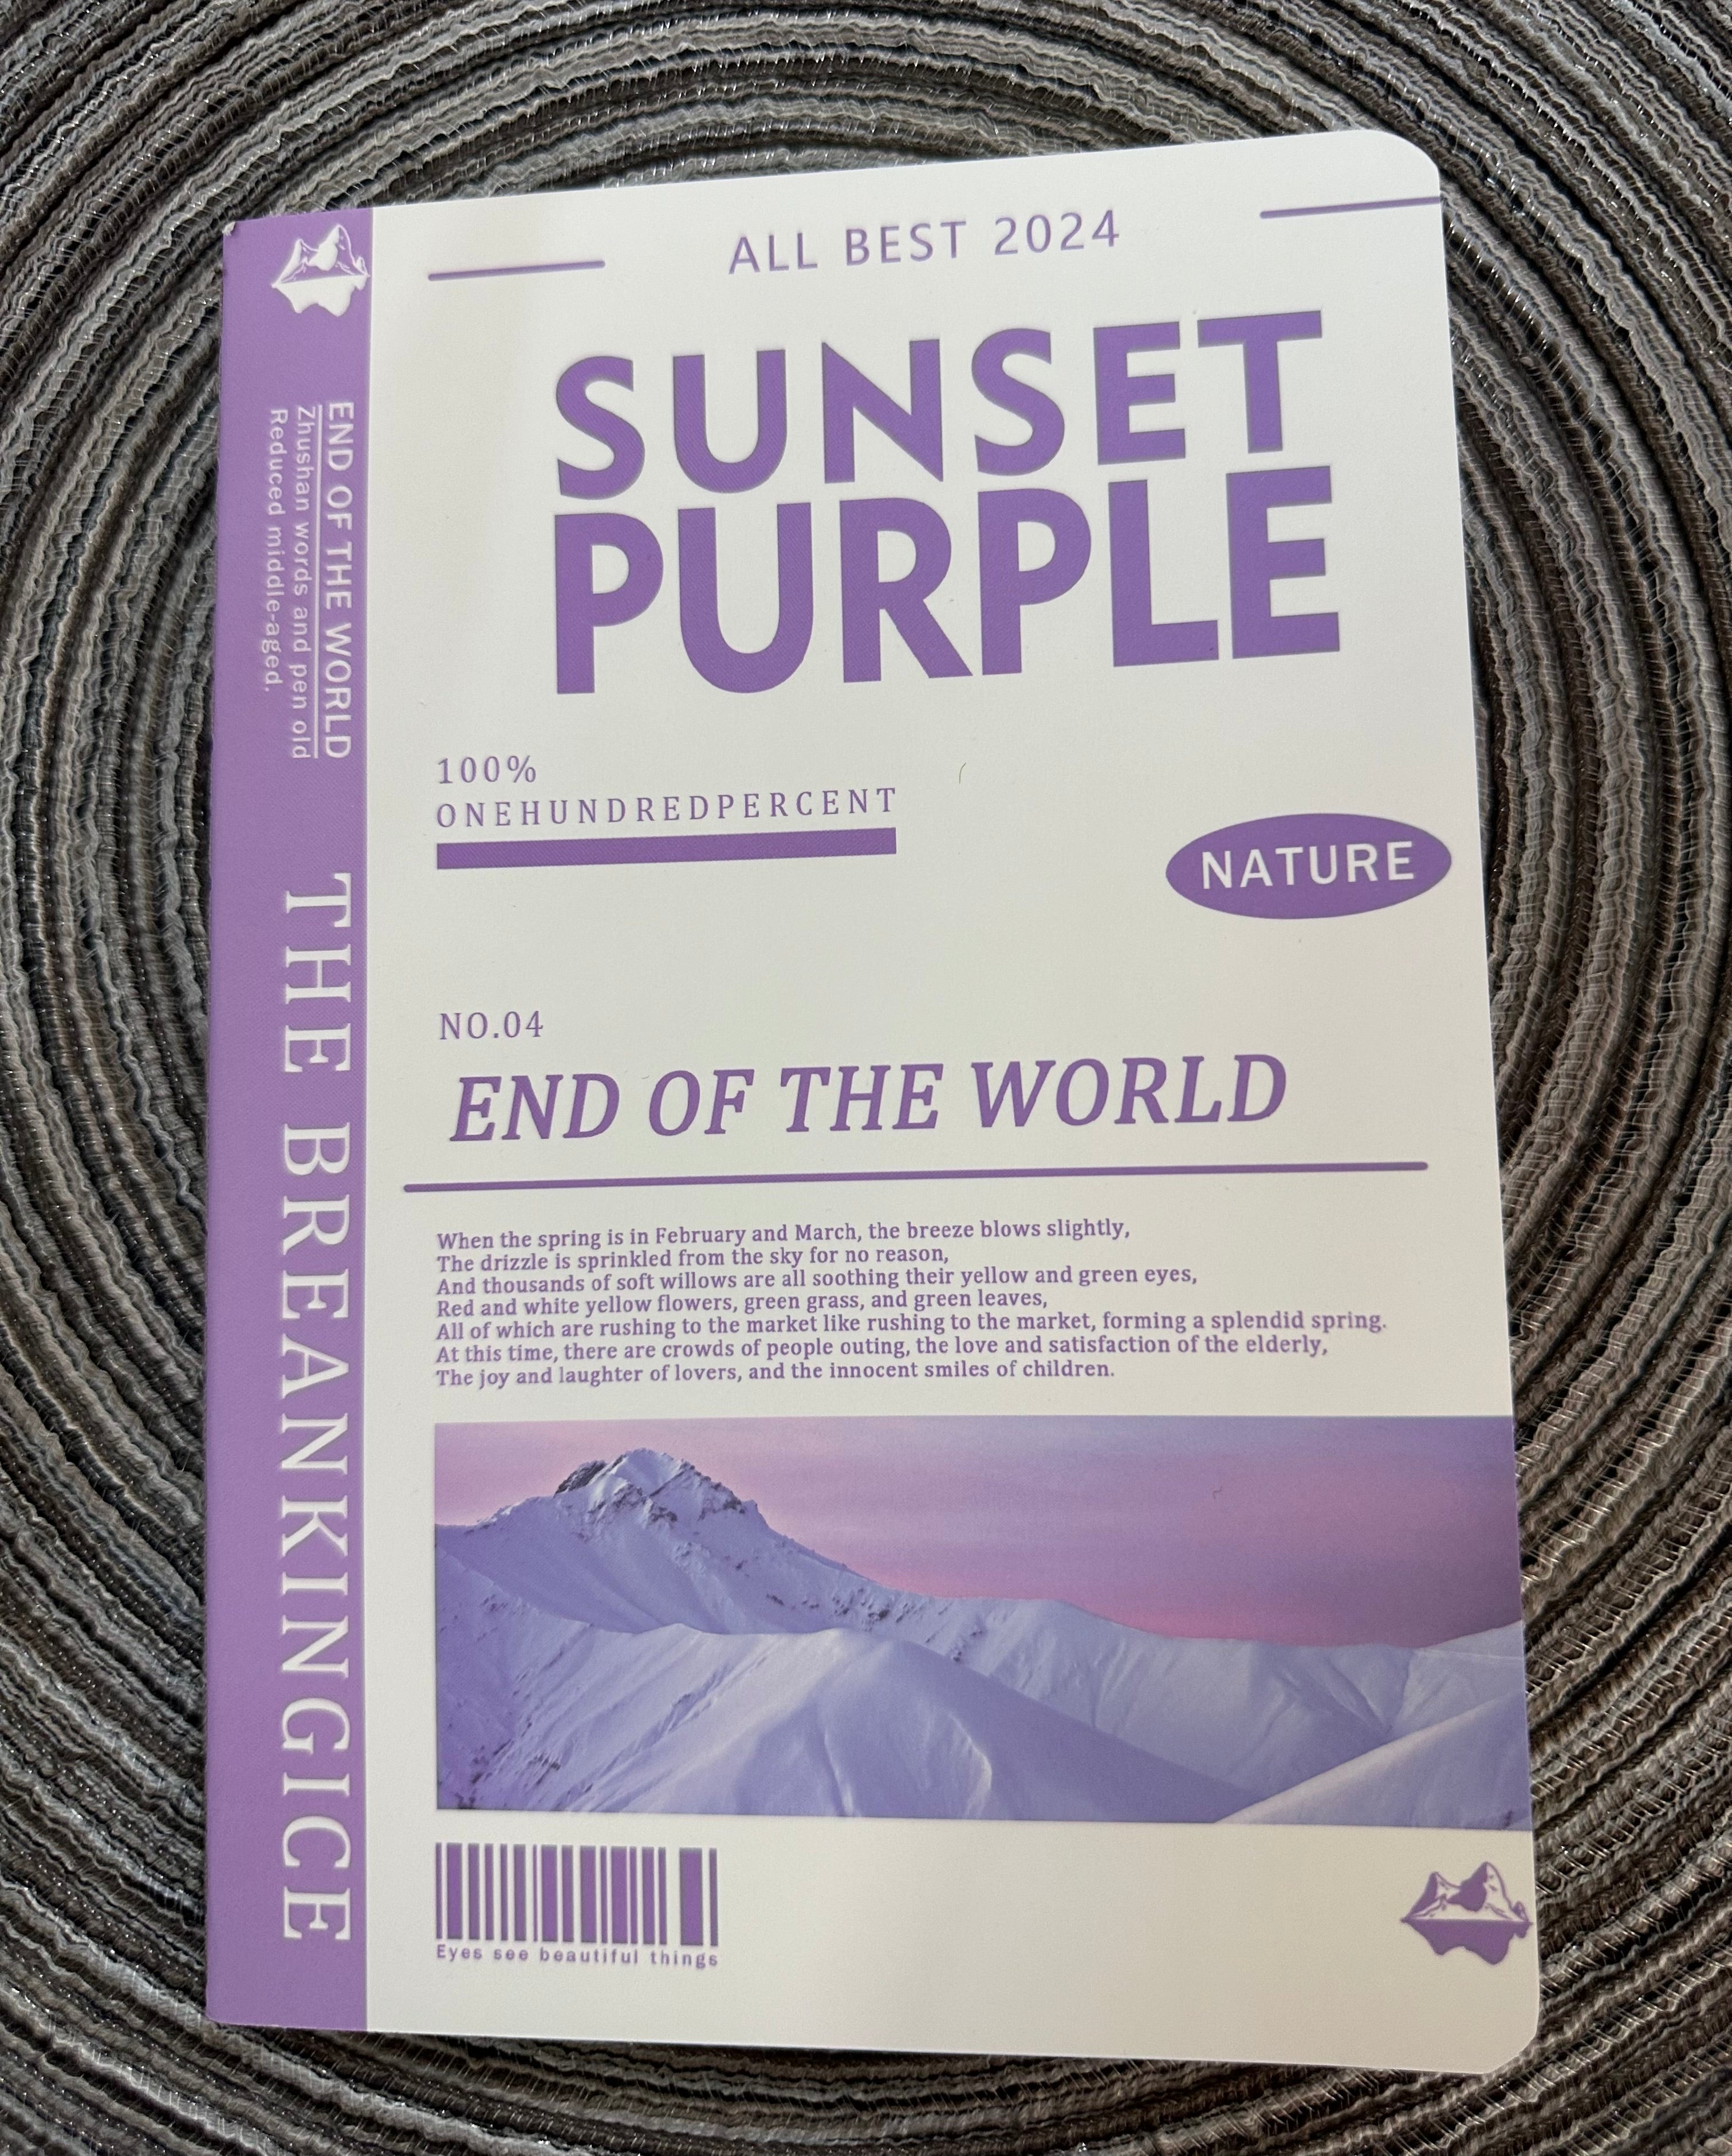 ALL BEST 2024
SUNSET
PURPLE
100%
ONEHUNDREDPERCENT
NATURE
NO.04
END OF THE WORLD
When the spring is in February and March, the breeze blows slightly,
The drizzle is sprinkled from the sky for no reason,
And thousands of soft willows are all soothing their yellow and green eyes,
Red and white yellow flowers, green grass, and green leaves,
All of which are rushing to the market like rushing to the market, forming a splendid spring.
At this time, there are crowds of people outing, the love and satisfaction of the elderly,
The joy and laughter of lovers, and the innocent smiles of children.
Eyes see beautiful things
END OF THE WORLD
Zhushan words and pen old
Reduced middle-aged.
THE BREANKINGICE